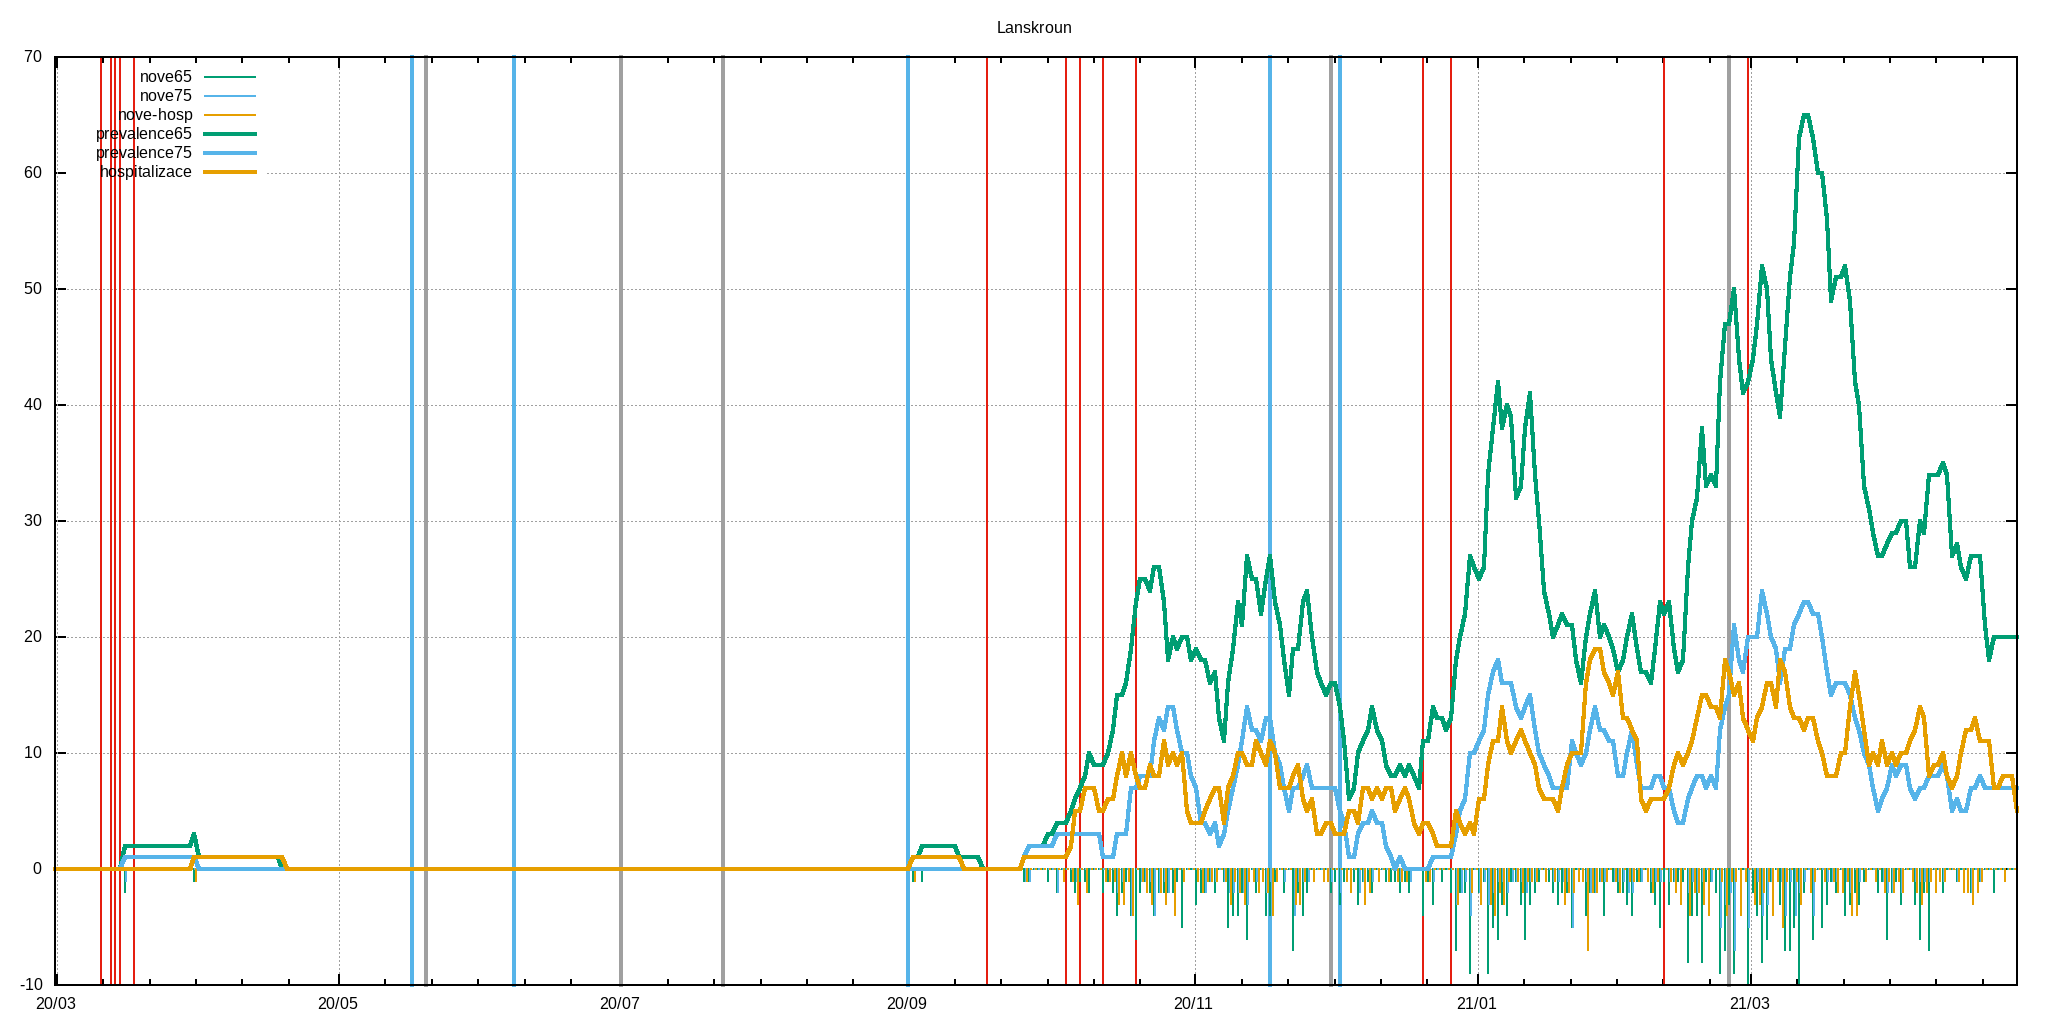 Lanskroun
70
60
50
40
30
20
10
0
-10
nove65
nove75
nove-hosp
prevalence65
prevalence75
hospitalizace
20/03 20/05 20/07 20/09 20/11 21/01 21/03